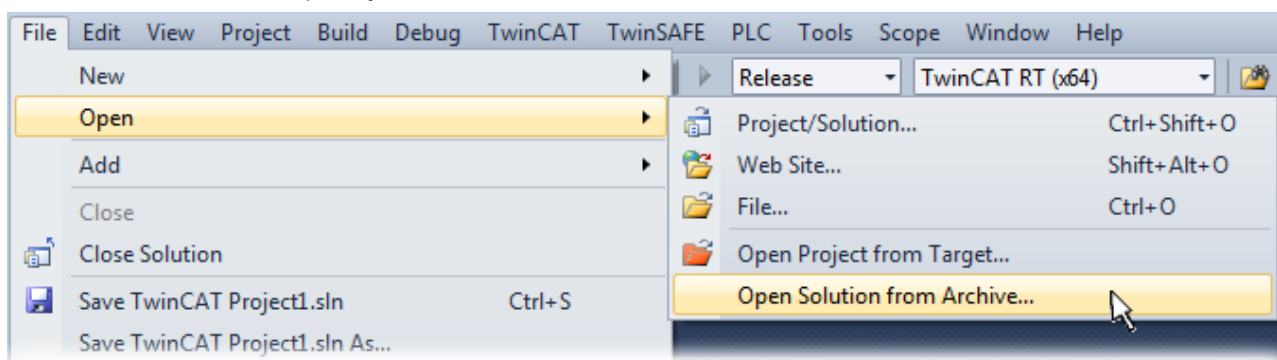 File Edit View Project Build Debug TwinCAT TwinSAFE PLC Tools Scope Window Help
New
Release TwinCAT RT (x64)
Open
Project/Solution... Ctrl+Shift+O
Add
Web Site... Shift+Alt+O
Close
File... Ctrl+O
Close Solution
Open Project from Target...
Save TwinCAT Project1.sln Ctrl+S
Open Solution from Archive...
Save TwinCAT Project1.sln As...